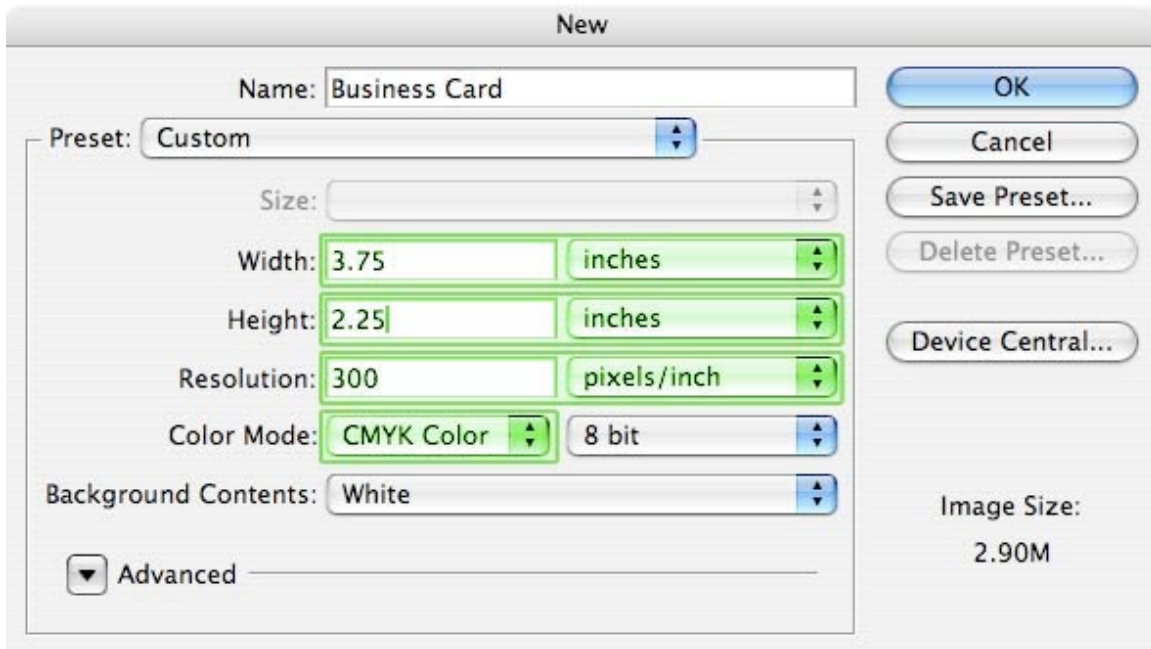 New
Name: Business Card
OK
Preset: Custom
Cancel
Size:
Save Preset...
Width: 3.75 inches
Delete Preset...
Height: 2.25 inches
Device Central...
Resolution: 300 pixels/inch
Color Mode: CMYK Color 8 bit
Background Contents: White
Image Size:
2.90M
Advanced